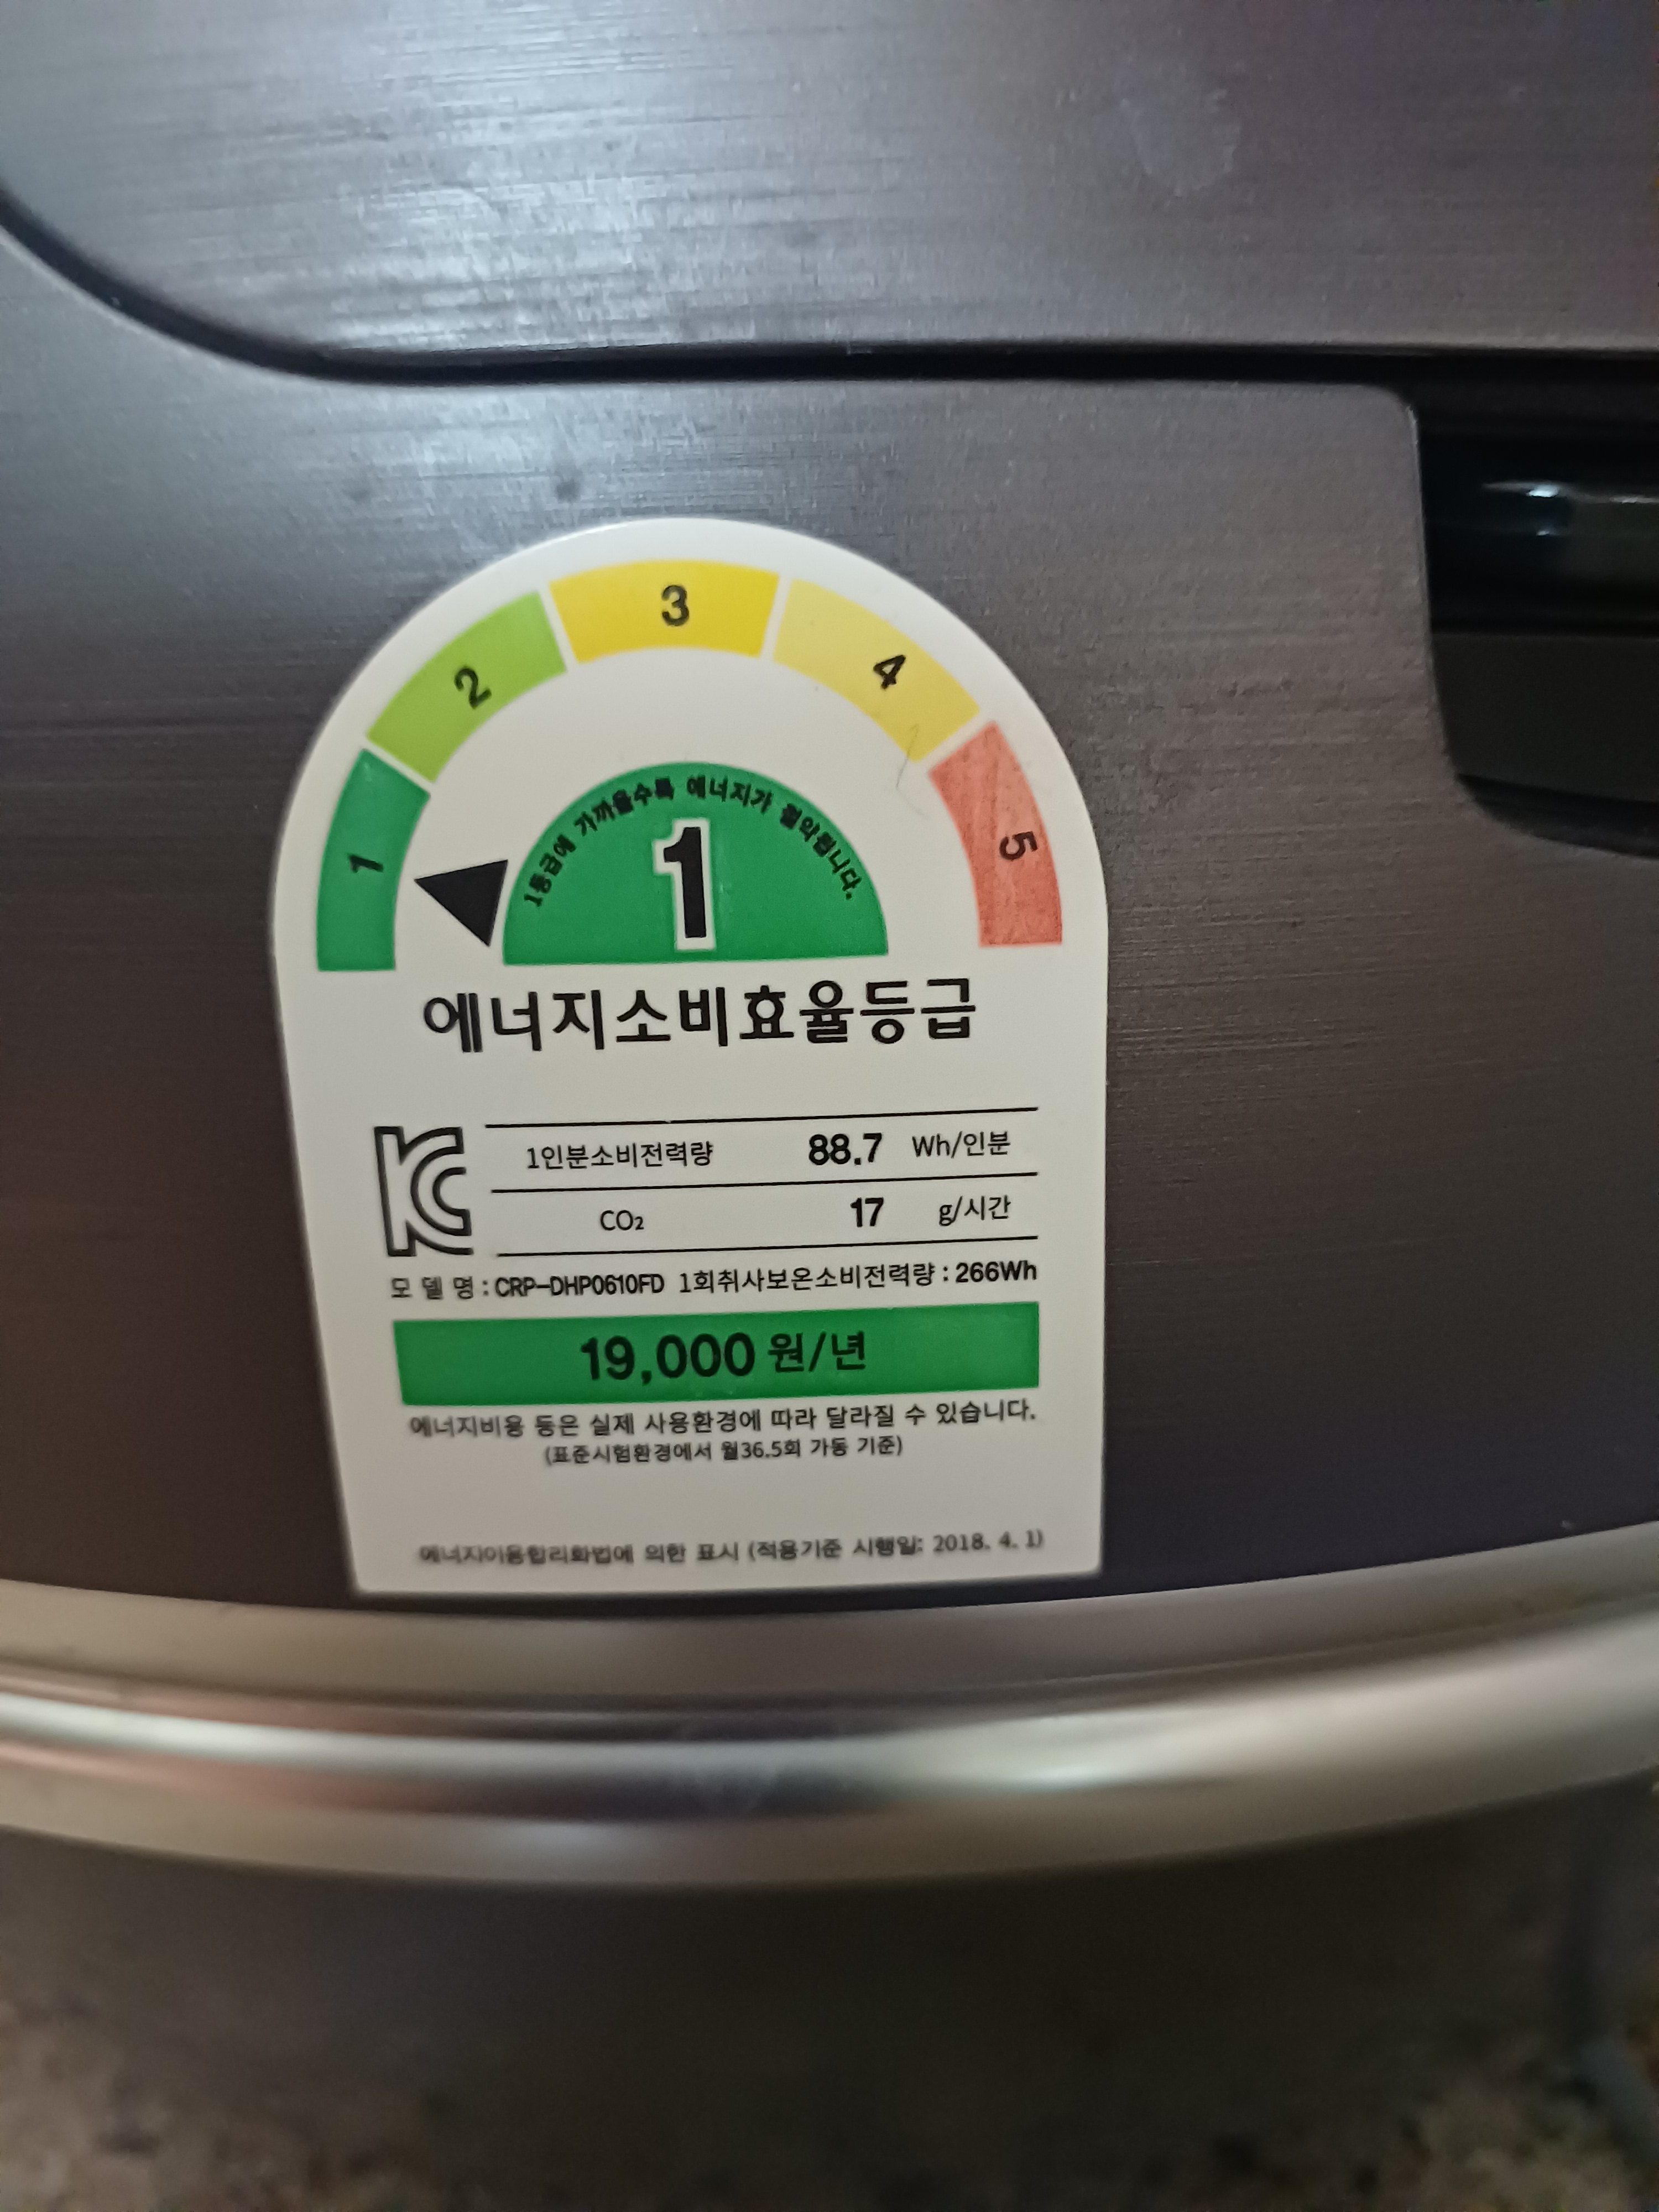 1 2 3 4 5
1등급에 가까울수록 에너지가 절약됩니다.
1
에너지소비효율등급
1인분소비전력량 88.7 Wh/인분
CO₂ 17 g/시간
모 델 명 : CRP-DHP0610FD 1회취사보온소비전력량 : 266Wh
19,000 원/년
에너지비용 등은 실제 사용환경에 따라 달라질 수 있습니다.
(표준시험환경에서 월36.5회 가동 기준)
에너지이용합리화법에 의한 표시 (적용기준 시행일: 2018. 4. 1)